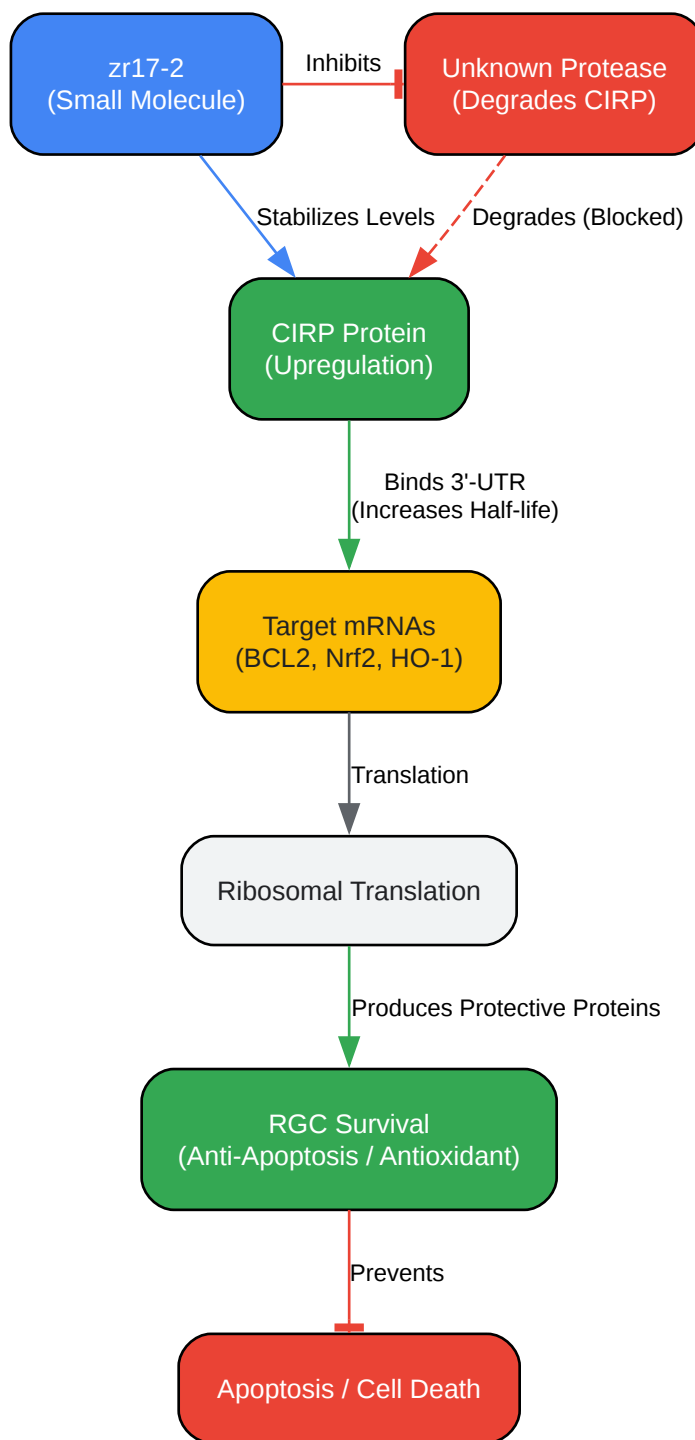 zr17-2
(Small Molecule)
Inhibits
Unknown Protease
(Degrades CIRP)
Stabilizes Levels
Degrades (Blocked)
CIRP Protein
(Upregulation)
Binds 3'-UTR
(Increases Half-life)
Target mRNAs
(BCL2, Nrf2, HO-1)
Translation
Ribosomal Translation
Produces Protective Proteins
RGC Survival
(Anti-Apoptosis / Antioxidant)
Prevents
Apoptosis / Cell Death